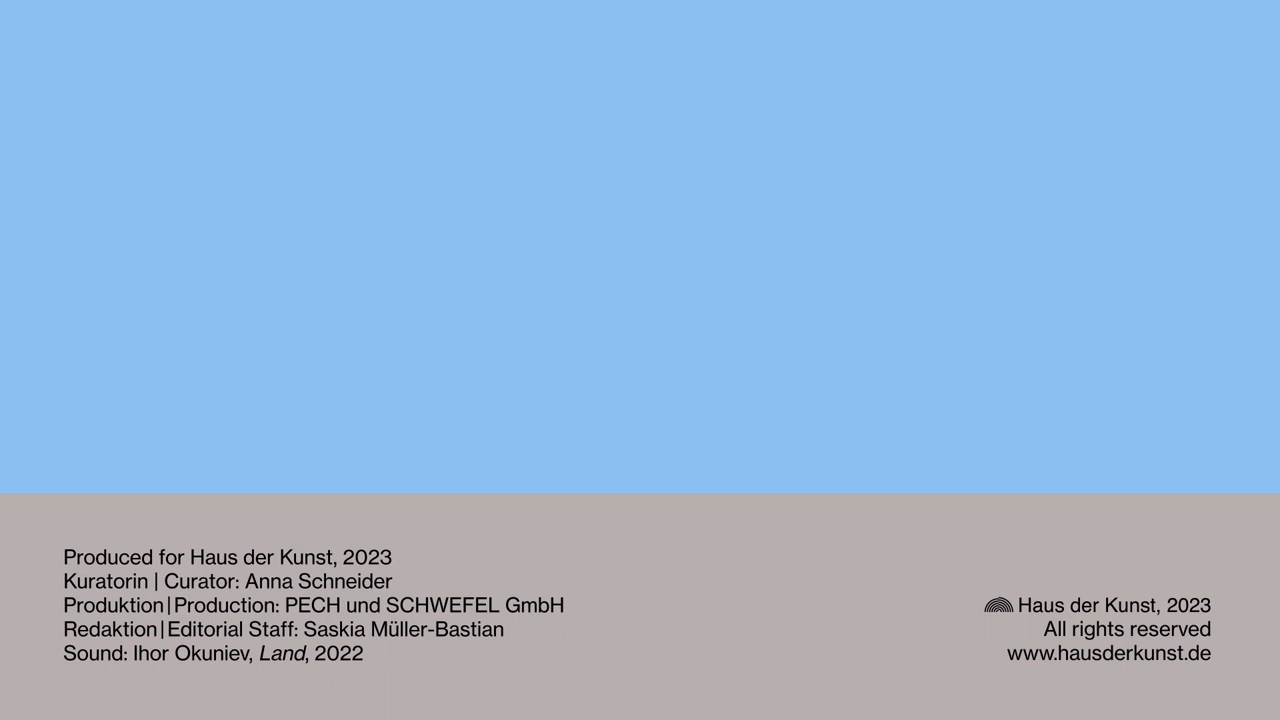 Produced for Haus der Kunst, 2023
Kuratorin | Curator: Anna Schneider
Produktion|Production: PECH und SCHWEFEL GmbH
Redaktion|Editorial Staff: Saskia Müller-Bastian
Sound: Ihor Okuniev, Land, 2022
Haus der Kunst, 2023
All rights reserved
www.hausderkunst.de